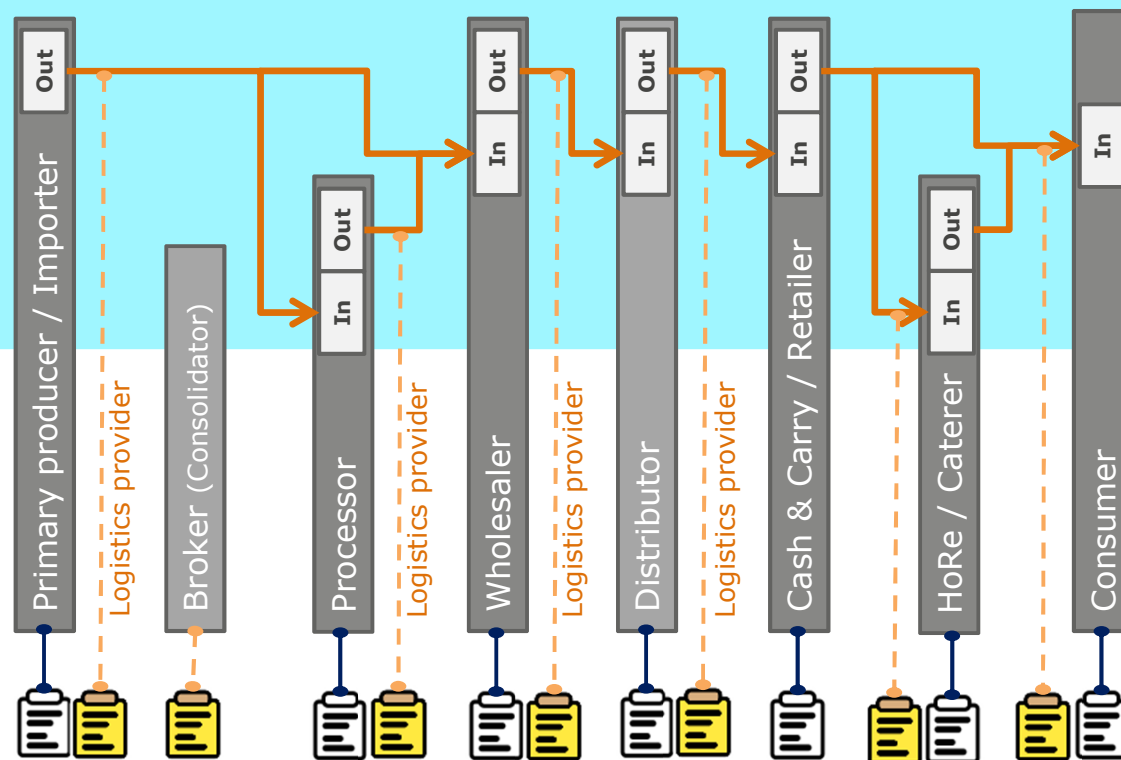 Out
Primary producer / Importer
Logistics provider
Broker (Consolidator)
Out
In
Processor
Logistics provider
Out
In
Wholesaler
Logistics provider
Out
In
Distributor
Logistics provider
Out
In
Cash & Carry / Retailer
Out
In
HoRe / Caterer
In
Consumer